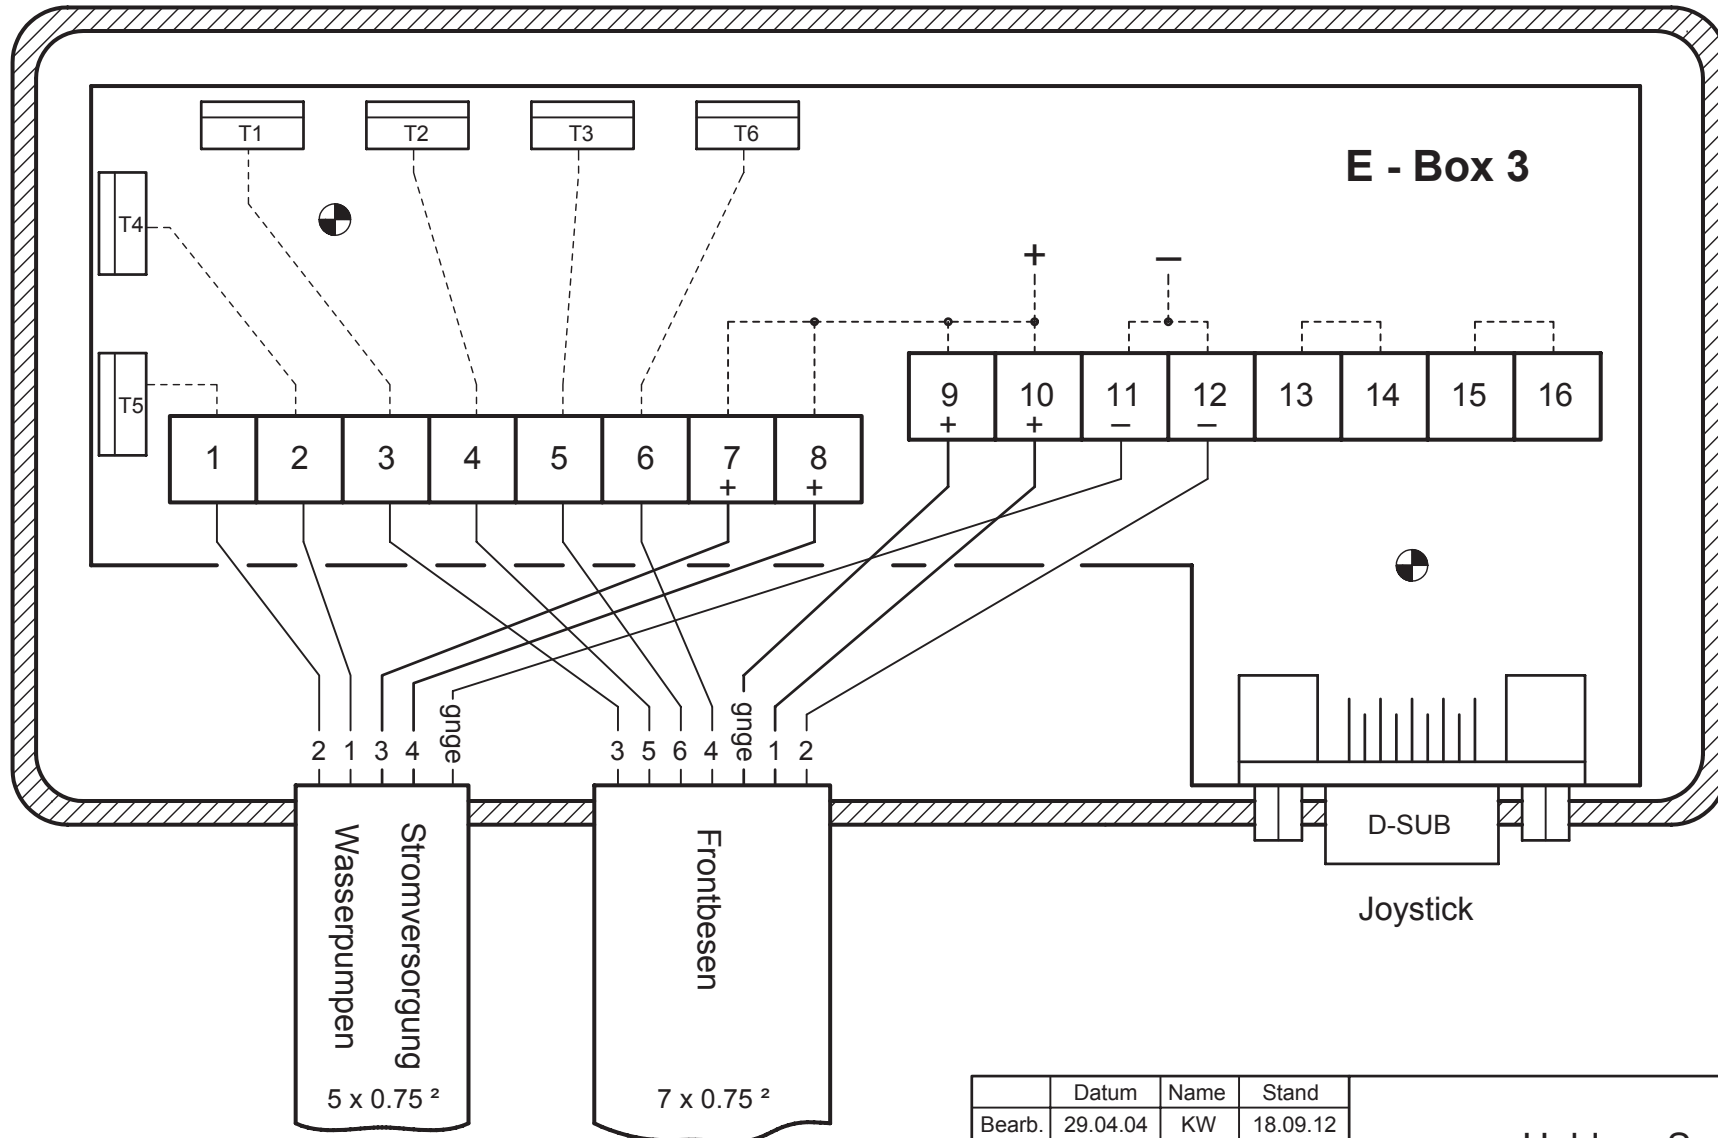 T1 T2 T3 T6
E - Box 3
T4
+ –
T5
9 10 11 12 13 14 15 16
+ + – –
1 2 3 4 5 6 7 8
+ +
gnge gnge
2 1 3 4 3 5 6 4 1 2
Wasserpumpen
Stromversorgung
Frontbesen
D-SUB
Joystick
5 x 0.75 ²
7 x 0.75 ²
Datum Name Stand
Bearb. 29.04.04 KW 18.09.12